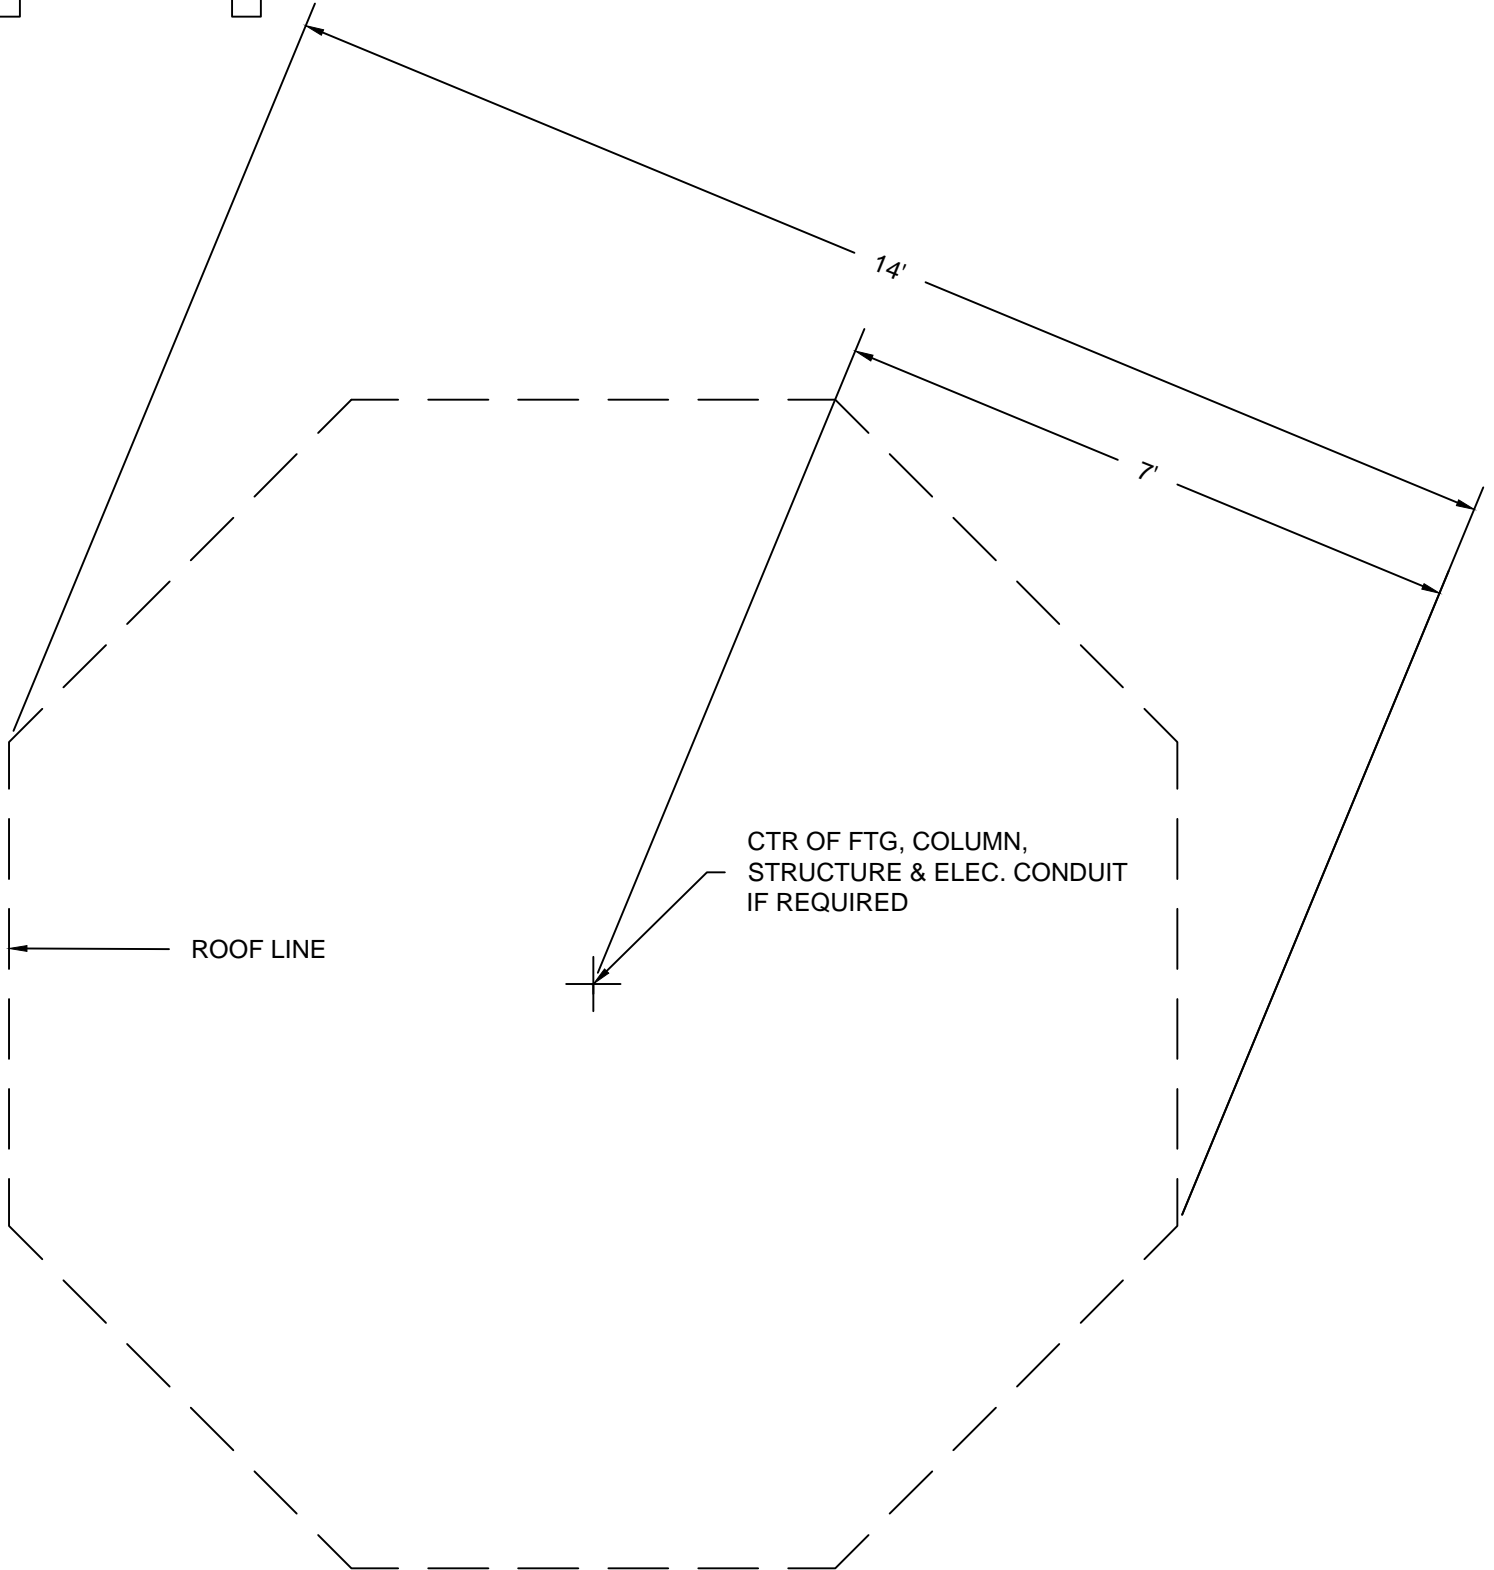 14'
7'
CTR OF FTG, COLUMN,
STRUCTURE & ELEC. CONDUIT
IF REQUIRED
ROOF LINE